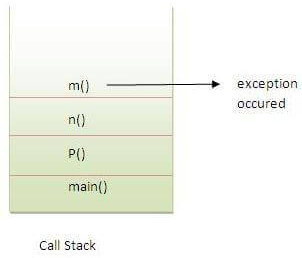 m()
exception
occured
n()
P()
main()
Call Stack